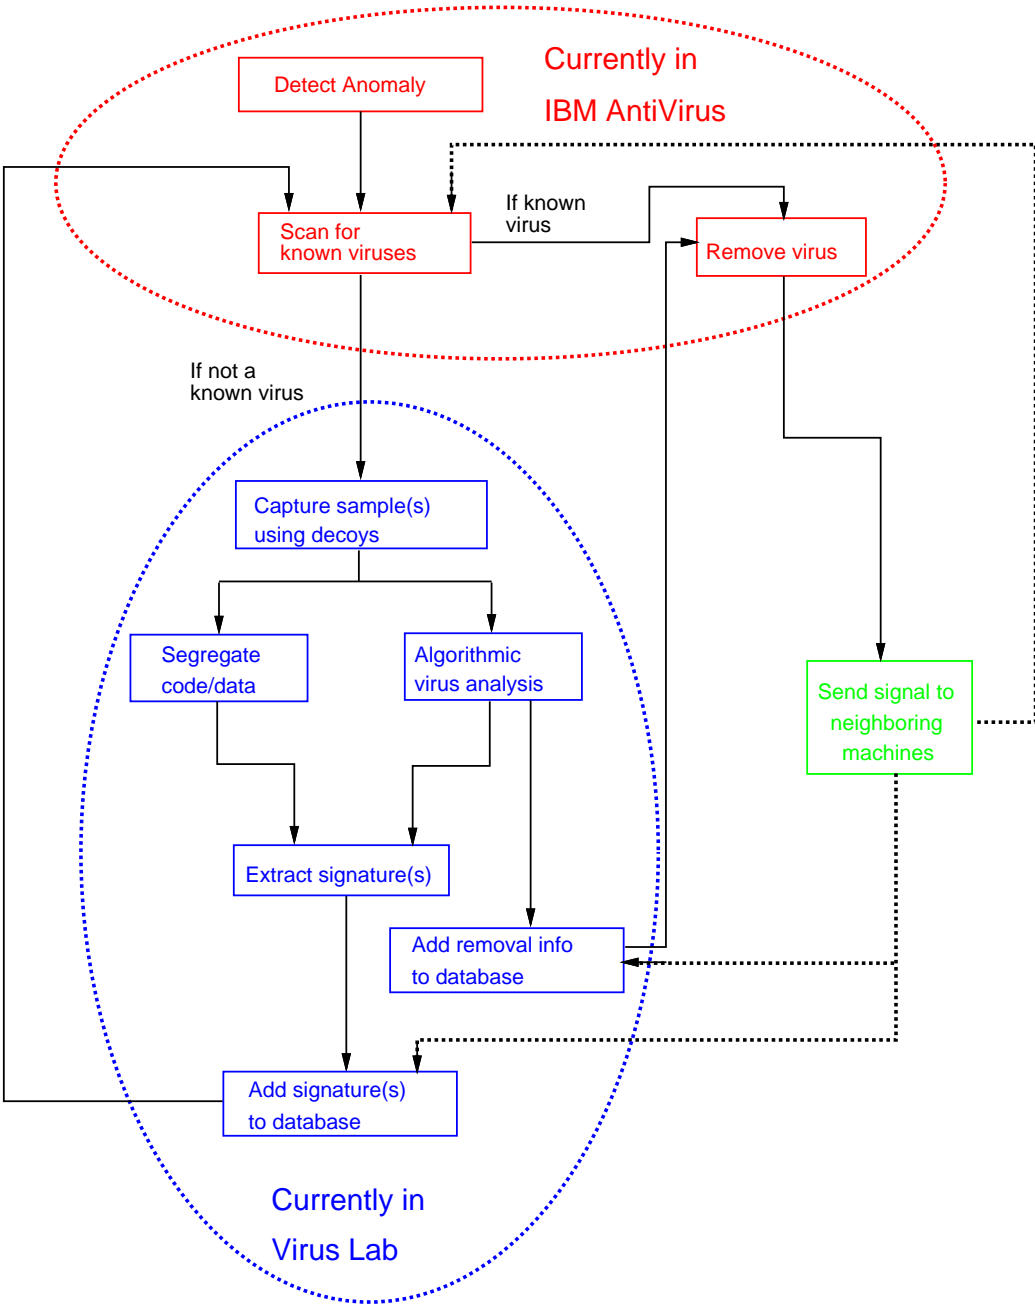 Currently in
IBM AntiVirus
Detect Anomaly
If known
virus
Scan for
known viruses
Remove virus
If not a
known virus
Capture sample(s)
using decoys
Segregate
code/data
Algorithmic
virus analysis
Send signal to
neighboring
machines
Extract signature(s)
Add removal info
to database
Add signature(s)
to database
Currently in
Virus Lab